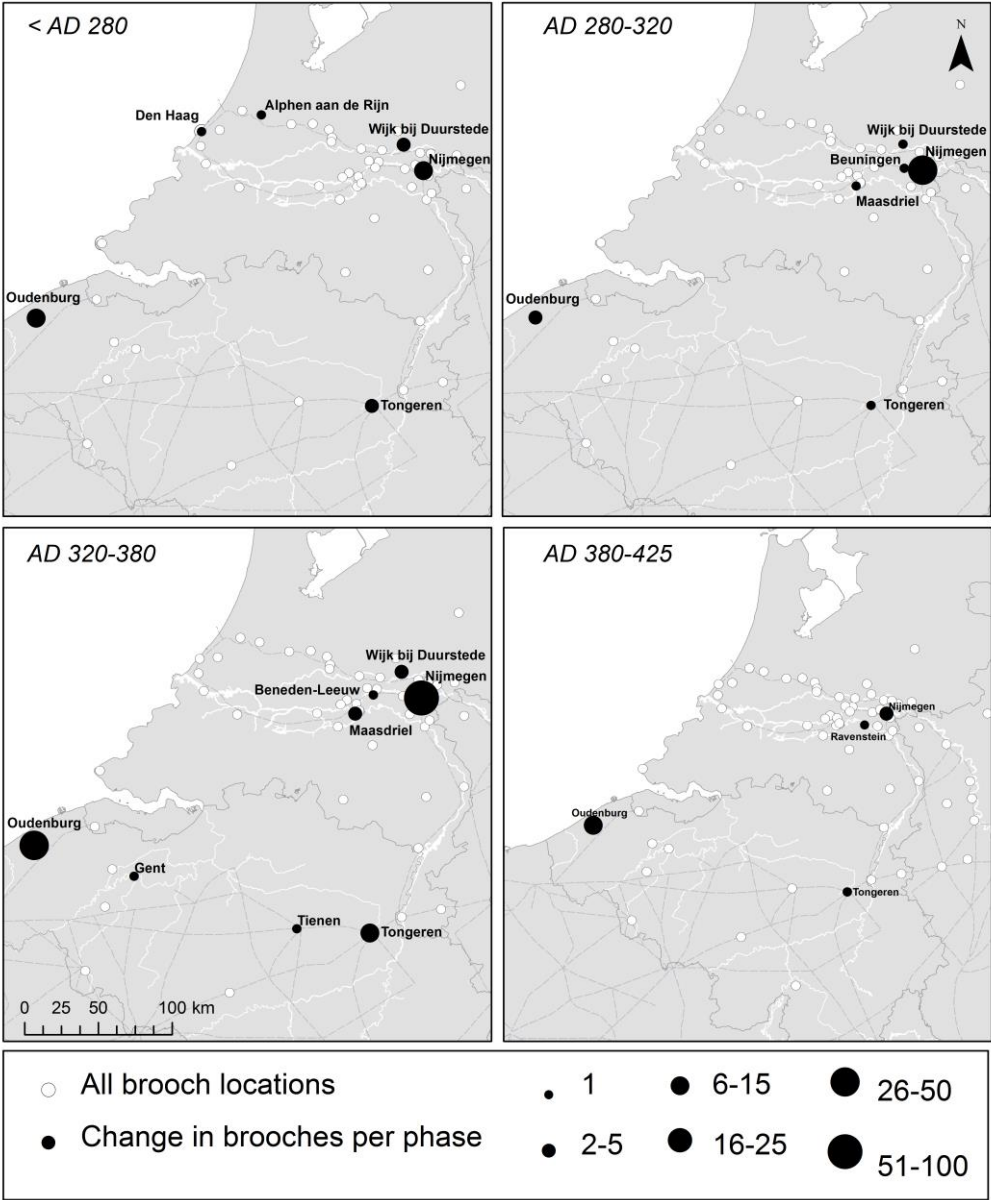 < AD 280
Den Haag
Alphen aan de Rijn
Wijk bij Duurstede
Nijmegen
Oudenburg
Tongeren
AD 280-320
N
Wijk bij Duurstede
Nijmegen
Beuningen
Maasdriel
Oudenburg
Tongeren
AD 320-380
Wijk bij Duurstede
Nijmegen
Beneden-Leeuw
Maasdriel
Oudenburg
Gent
Tienen
Tongeren
0 25 50 100 km
AD 380-425
Nijmegen
Ravenstein
Oudenburg
Tongeren
All brooch locations
Change in brooches per phase
1
2-5
6-15
16-25
26-50
51-100